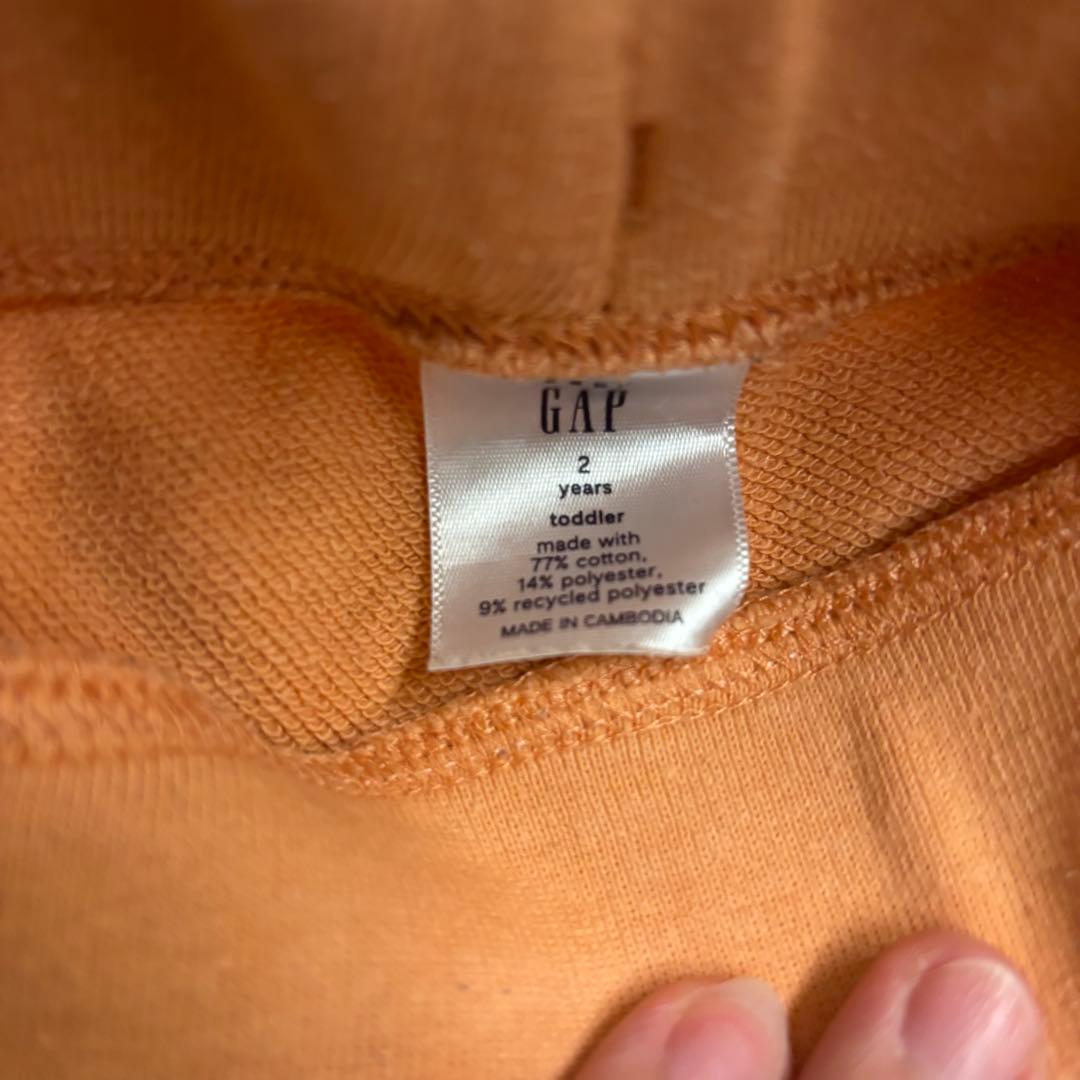 GAP
2
years
toddler
made with
77% cotton,
14% polyester,
9% recycled polyester
MADE IN CAMBODIA